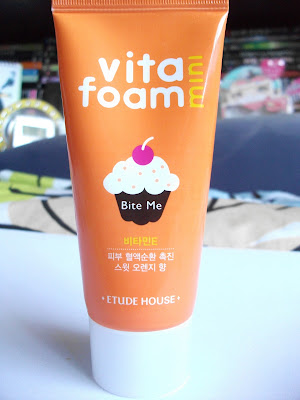 vita
foam mini
Bite Me
비타민E
피부 혈액순환 촉진
스윗 오렌지 향
• ETUDE HOUSE •